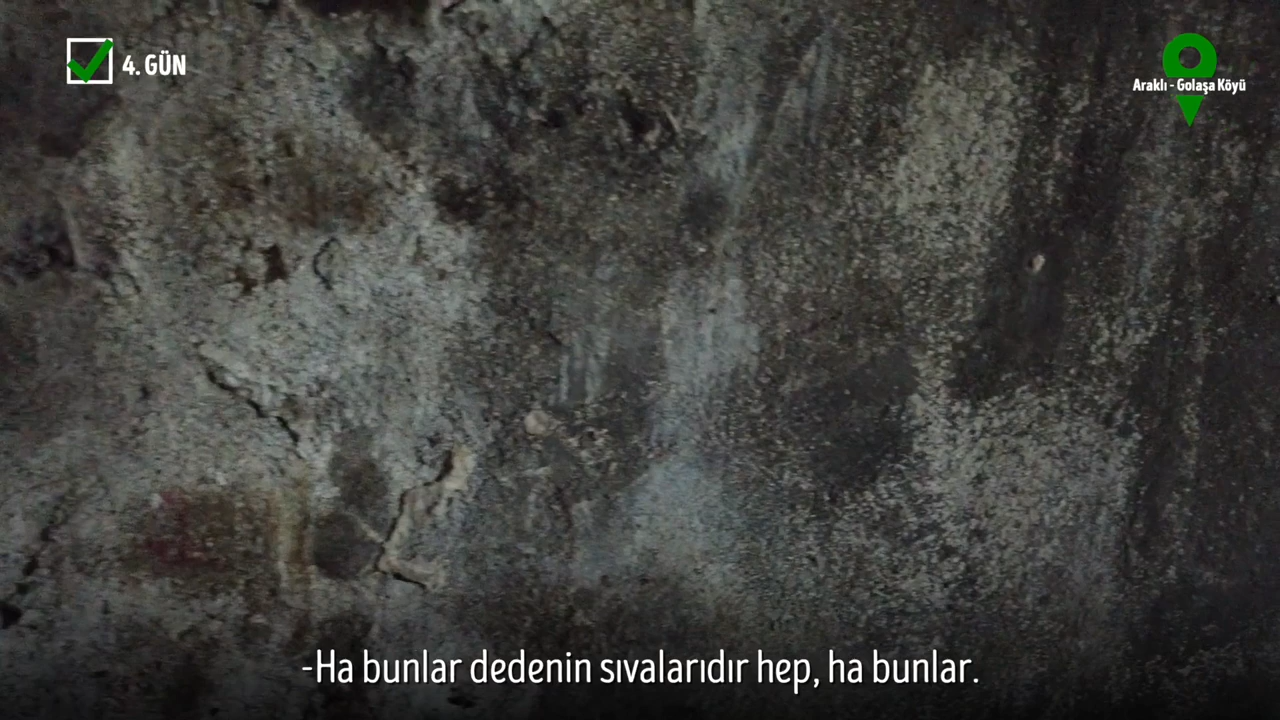 4. GÜN
Araklı - Golaşa Köyü
-Ha bunlar dedenin sıvalarıdır hep, ha bunlar.